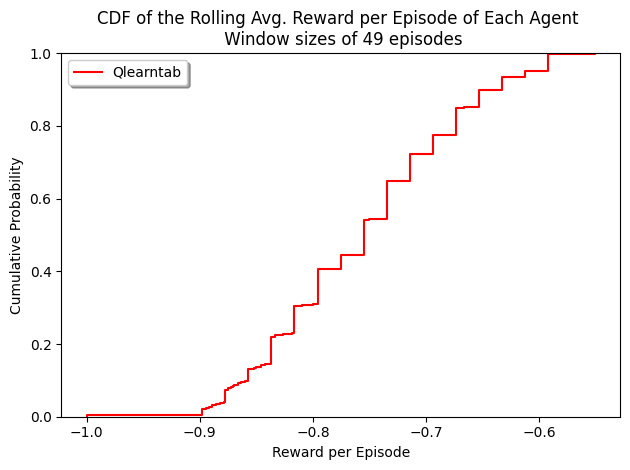 CDF of the Rolling Avg. Reward per Episode of Each Agent
Window sizes of 49 episodes
Qlearntab
1.0
0.8
0.6
0.4
0.2
0.0
Cumulative Probability
−1.0 −0.9 −0.8 −0.7 −0.6
Reward per Episode